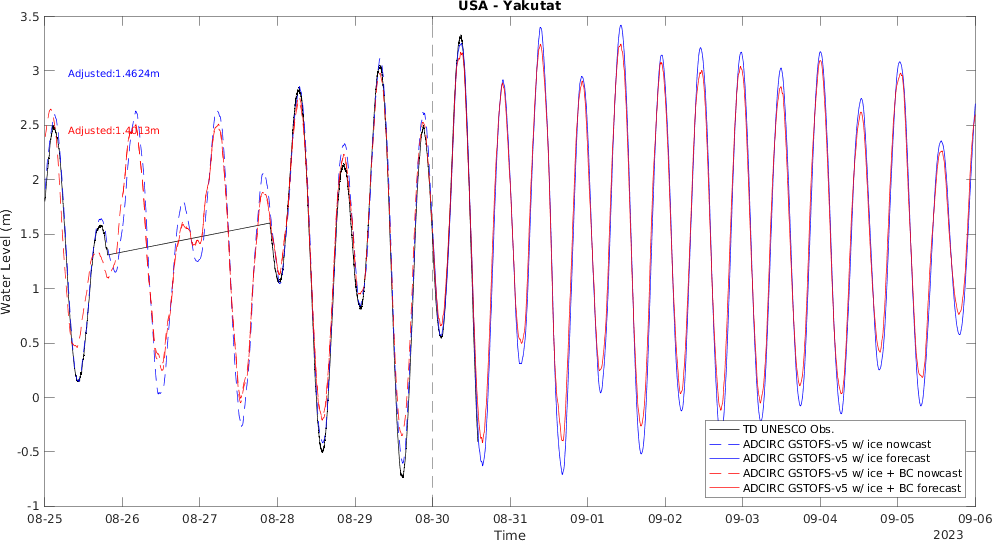 USA - Yakutat
Water Level (m)
3.5
3
2.5
2
1.5
1
0.5
0
-0.5
-1
Adjusted:1.4624m
Adjusted:1.4013m
TD UNESCO Obs.
ADCIRC GSTOFS-v5 w/ ice nowcast
ADCIRC GSTOFS-v5 w/ ice forecast
ADCIRC GSTOFS-v5 w/ ice + BC nowcast
ADCIRC GSTOFS-v5 w/ ice + BC forecast
08-25 08-26 08-27 08-28 08-29 08-30 08-31 09-01 09-02 09-03 09-04 09-05 09-06
Time
2023